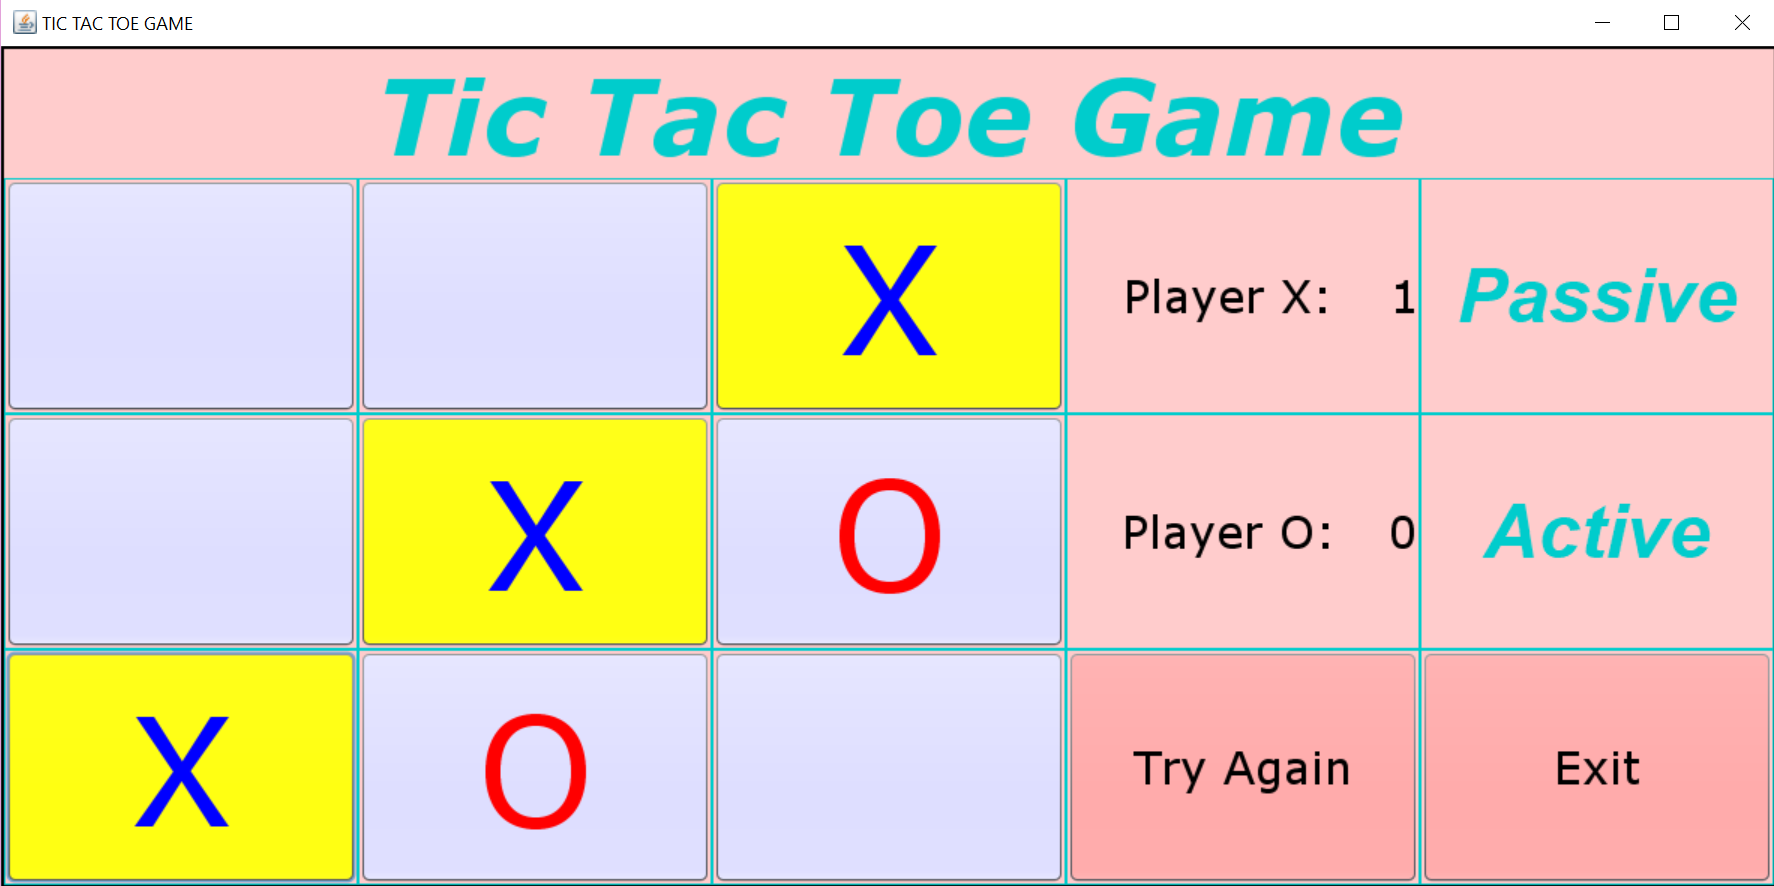 TIC TAC TOE GAME
Tic Tac Toe Game
X Player X: 1 Passive
X O Player O: 0 Active
X O Try Again Exit